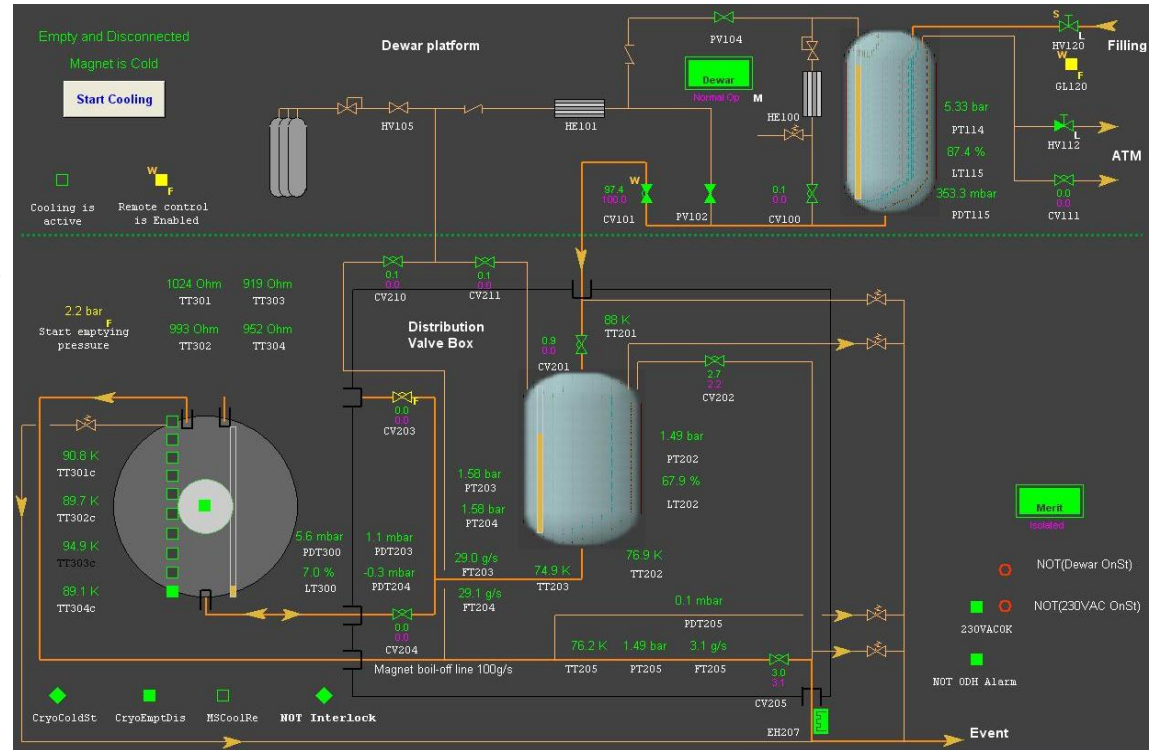 Empty and Disconnected
Magnet is Cold
Start Cooling
Cooling is
active
W
F
Remote control
is Enabled
Dewar platform
HV105
HE101
PV104
Dewar
Normal Op
M
HE100
97.4
100.0
W
CV101
PV102
0.1
0.0
CV100
5.33 bar
PT114
87.4 %
LT115
353.3 mbar
PDT115
S
L
HV120
Filling
W
F
GL120
L
HV112
ATM
0.0
0.0
CV111
2.2 bar
F
Start emptying
pressure
1024 Ohm
TT301
919 Ohm
TT303
993 Ohm
TT302
952 Ohm
TT304
0.1
0.0
CV210
0.1
0.0
CV211
Distribution
Valve Box
88 K
TT201
0.9
0.0
CV201
2.7
2.2
CV202
F
0.0
0.0
CV203
1.49 bar
PT202
67.9 %
LT202
1.58 bar
PT203
1.58 bar
PT204
90.8 K
TT301c
89.7 K
TT302c
94.9 K
TT303c
89.1 K
TT304c
5.6 mbar
PDT300
7.0 %
LT300
1.1 mbar
PDT203
-0.3 mbar
PDT204
29.0 g/s
FT203
29.1 g/s
FT204
74.9 K
TT203
76.9 K
TT202
0.0
0.0
CV204
0.1 mbar
PDT205
Magnet boil-off line 100g/s
76.2 K
TT205
1.49 bar
PT205
3.1 g/s
FT205
3.0
3.1
CV205
EH207
Merit
Isolated
NOT(Dewar OnSt)
NOT(230VAC OnSt)
230VACOK
NOT ODH Alarm
CryoColdSt
CryoEmptDis
MSCoolRe
NOT Interlock
Event